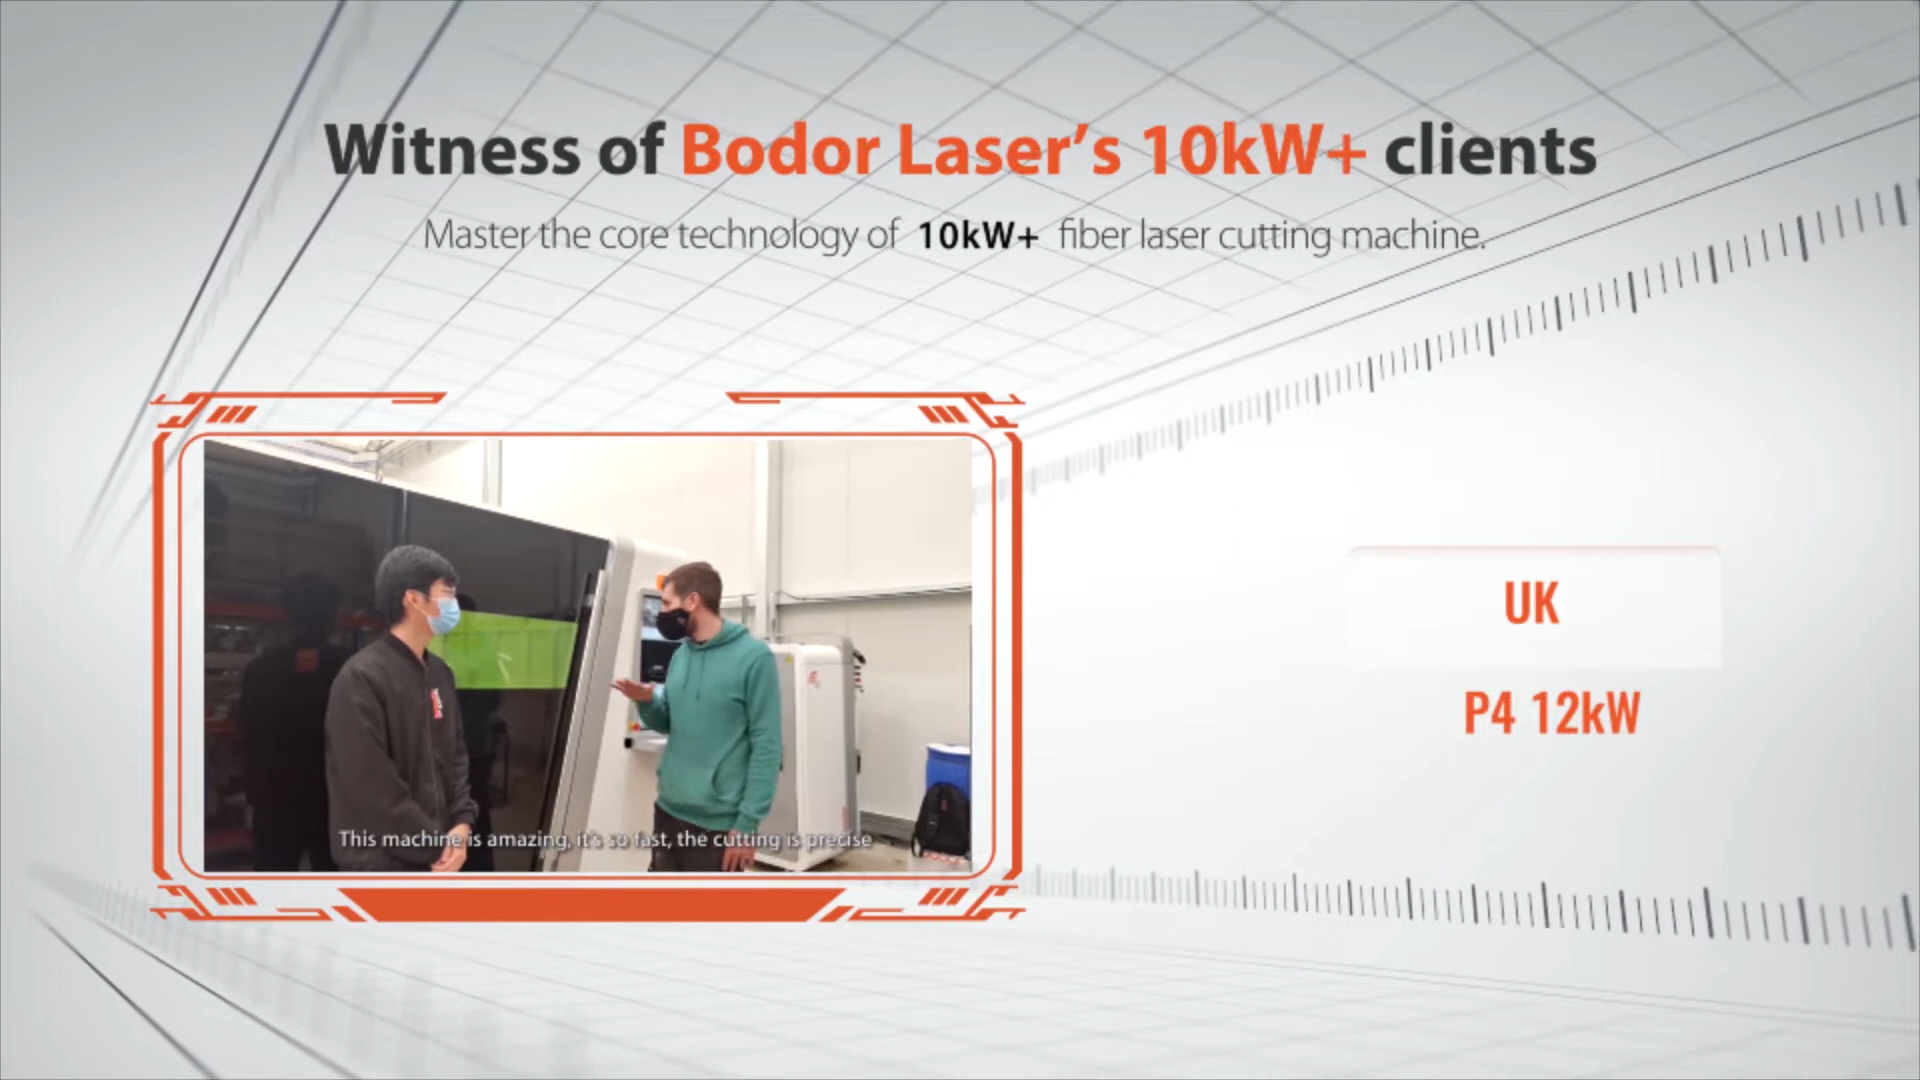 Witness of Bodor Laser's 10kW+ clients
Master the core technology of 10kW+ fiber laser cutting machine.
This machine is amazing, it's so fast, the cutting is precise
UK
P4 12kW